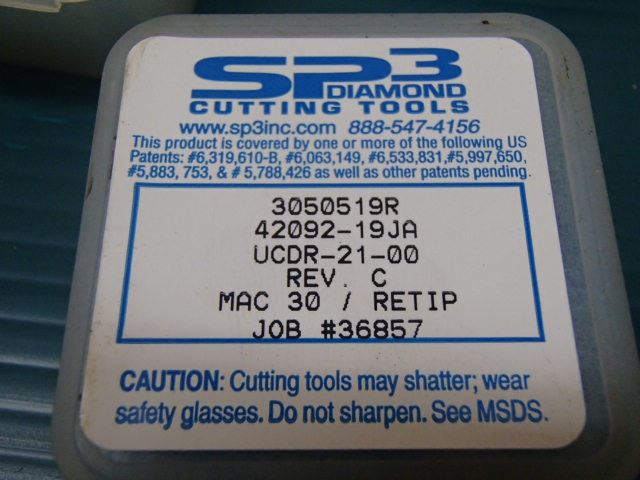 SP3
DIAMOND
CUTTING TOOLS
www.sp3inc.com 888-547-4156
This product is covered by one or more of the following US
Patents: #6,319,610-B, #6,063,149, #6,533,831,#5,997,650,
#5,883, 753, & # 5,788,426 as well as other patents pending.
3050519R
42092-19JA
UCDR-21-00
REV. C
MAC 30 / RETIP
JOB #36857
CAUTION: Cutting tools may shatter; wear
safety glasses. Do not sharpen. See MSDS.